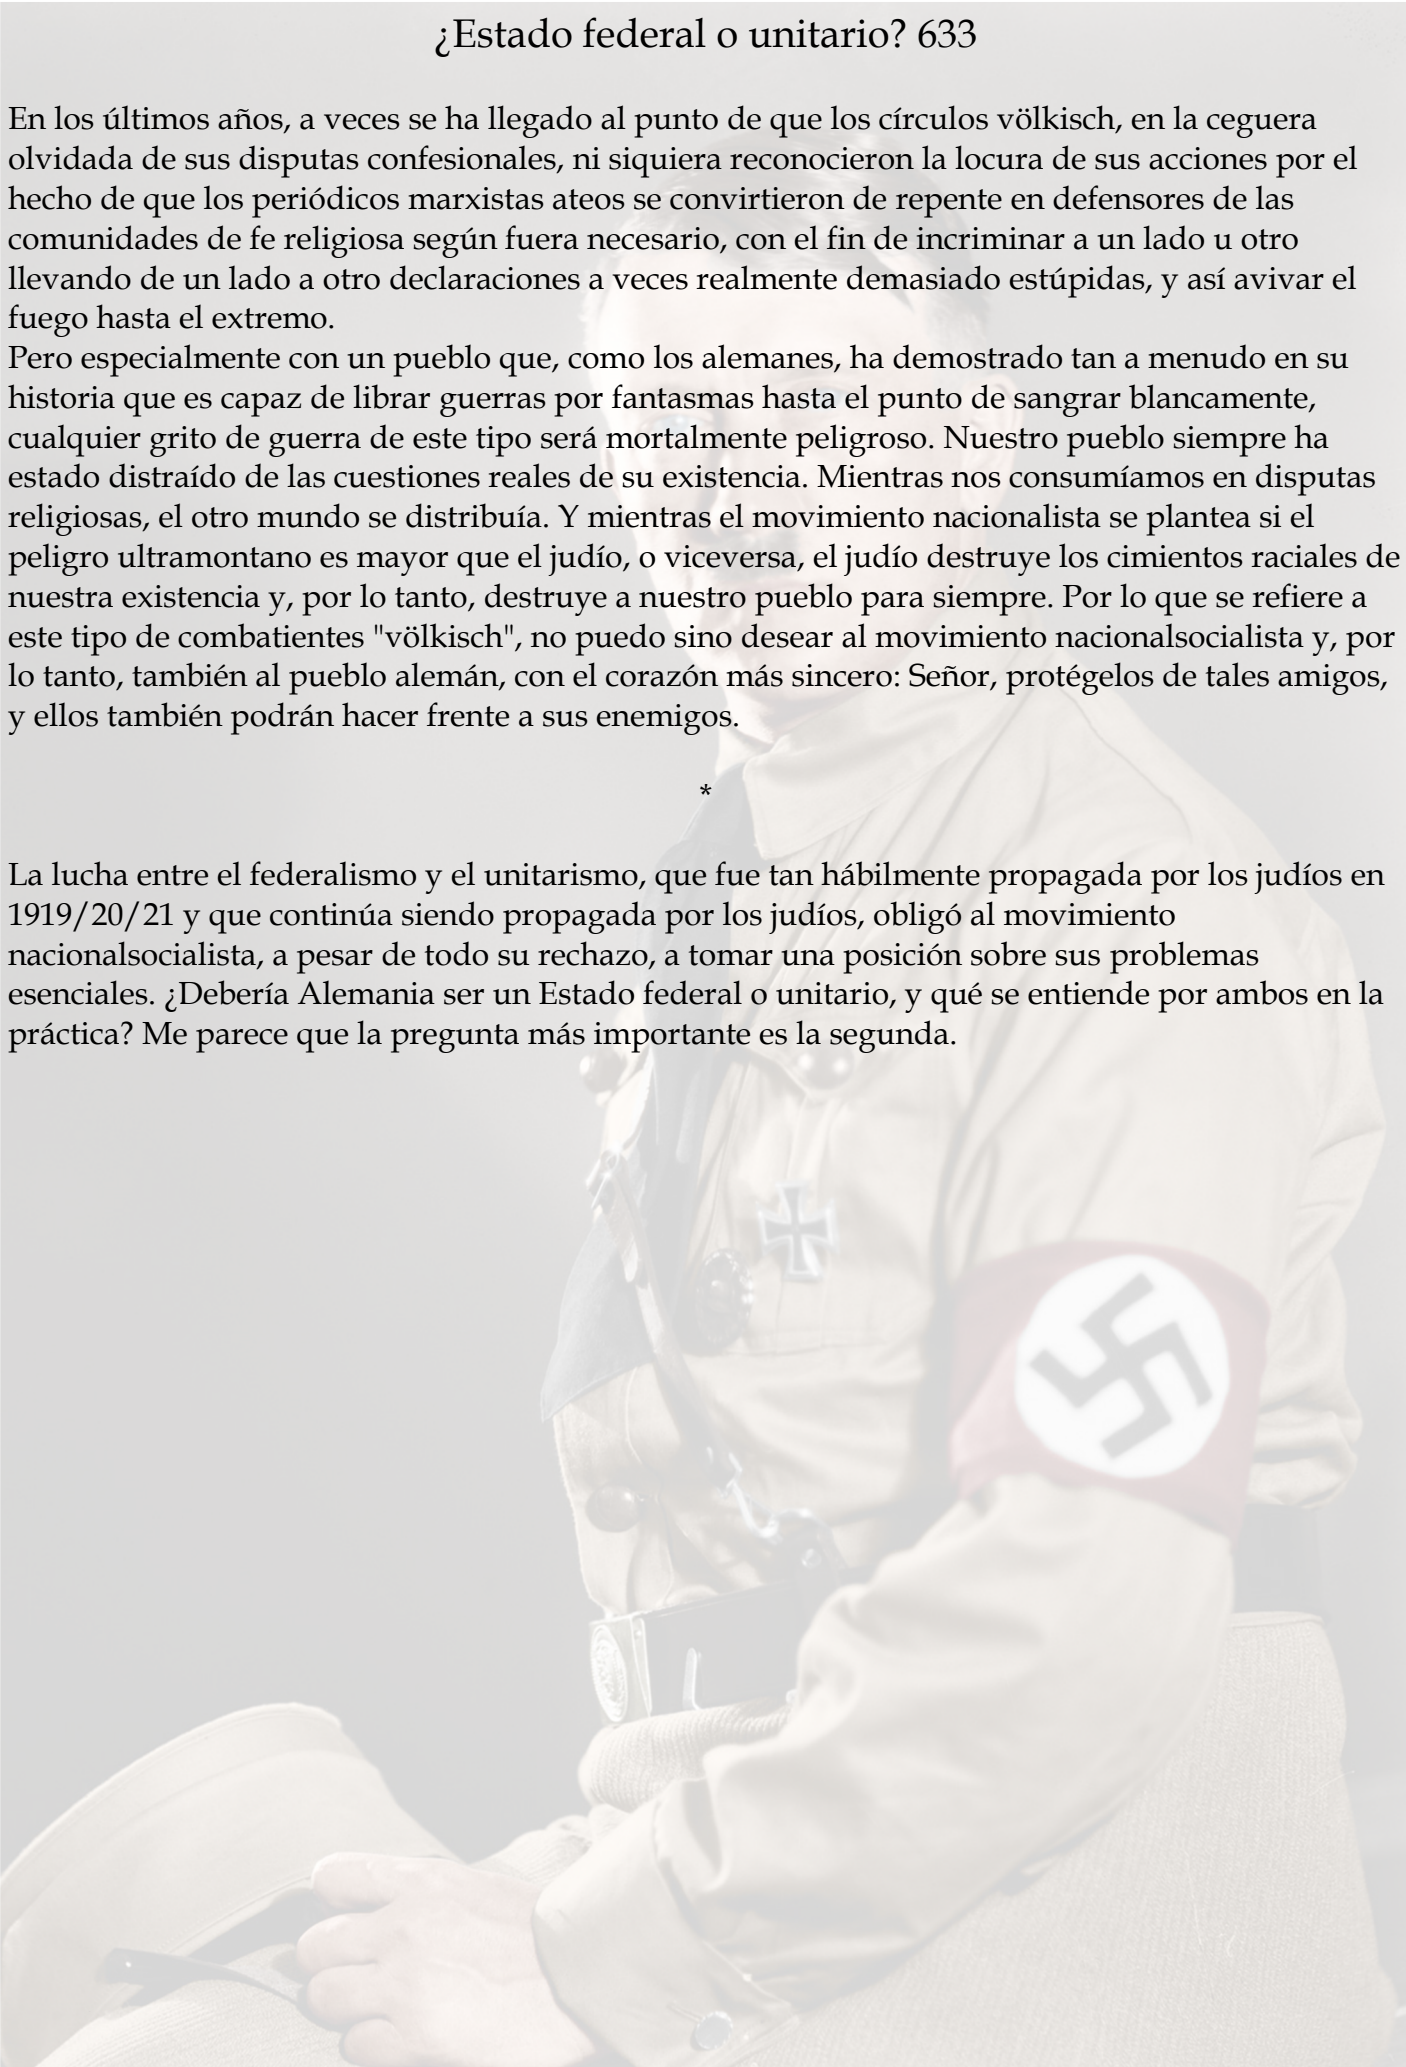 ¿Estado federal o unitario? 633
En los últimos años, a veces se ha llegado al punto de que los círculos völkisch, en la ceguera
olvidada de sus disputas confesionales, ni siquiera reconocieron la locura de sus acciones por el
hecho de que los periódicos marxistas ateos se convirtieron de repente en defensores de las
comunidades de fe religiosa según fuera necesario, con el fin de incriminar a un lado u otro
llevando de un lado a otro declaraciones a veces realmente demasiado estúpidas, y así avivar el
fuego hasta el extremo.
Pero especialmente con un pueblo que, como los alemanes, ha demostrado tan a menudo en su
historia que es capaz de librar guerras por fantasmas hasta el punto de sangrar blancamente,
cualquier grito de guerra de este tipo será mortalmente peligroso. Nuestro pueblo siempre ha
estado distraído de las cuestiones reales de su existencia. Mientras nos consumíamos en disputas
religiosas, el otro mundo se distribuía. Y mientras el movimiento nacionalista se plantea si el
peligro ultramontano es mayor que el judío, o viceversa, el judío destruye los cimientos raciales de
nuestra existencia y, por lo tanto, destruye a nuestro pueblo para siempre. Por lo que se refiere a
este tipo de combatientes "völkisch", no puedo sino desear al movimiento nacionalsocialista y, por
lo tanto, también al pueblo alemán, con el corazón más sincero: Señor, protégelos de tales amigos,
y ellos también podrán hacer frente a sus enemigos.
*
La lucha entre el federalismo y el unitarismo, que fue tan hábilmente propagada por los judíos en
1919/20/21 y que continúa siendo propagada por los judíos, obligó al movimiento
nacionalsocialista, a pesar de todo su rechazo, a tomar una posición sobre sus problemas
esenciales. ¿Debería Alemania ser un Estado federal o unitario, y qué se entiende por ambos en la
práctica? Me parece que la pregunta más importante es la segunda.